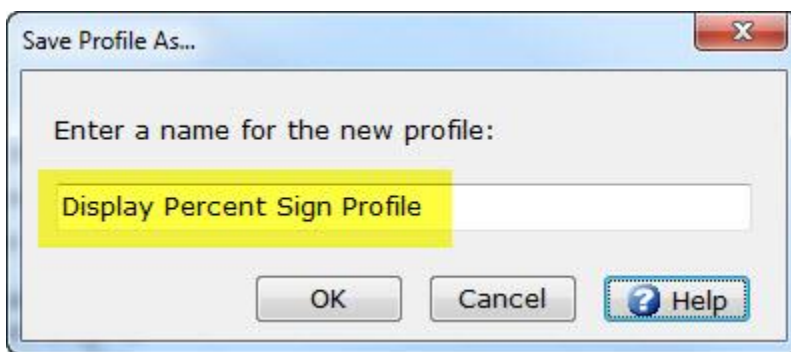 Save Profile As...
Enter a name for the new profile:
Display Percent Sign Profile
OK Cancel Help